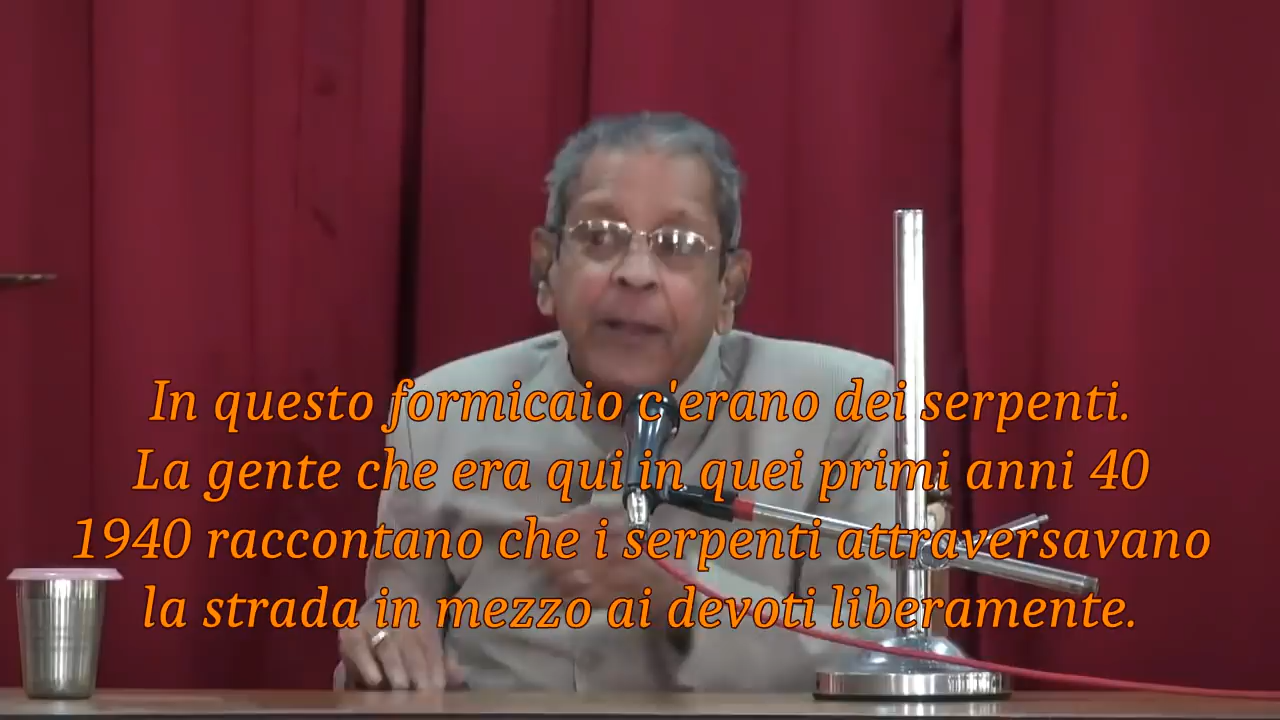 In questo formicaio c'erano dei serpenti.
La gente che era qui in quei primi anni 40
1940 raccontano che i serpenti attraversavano
la strada in mezzo ai devoti liberamente.